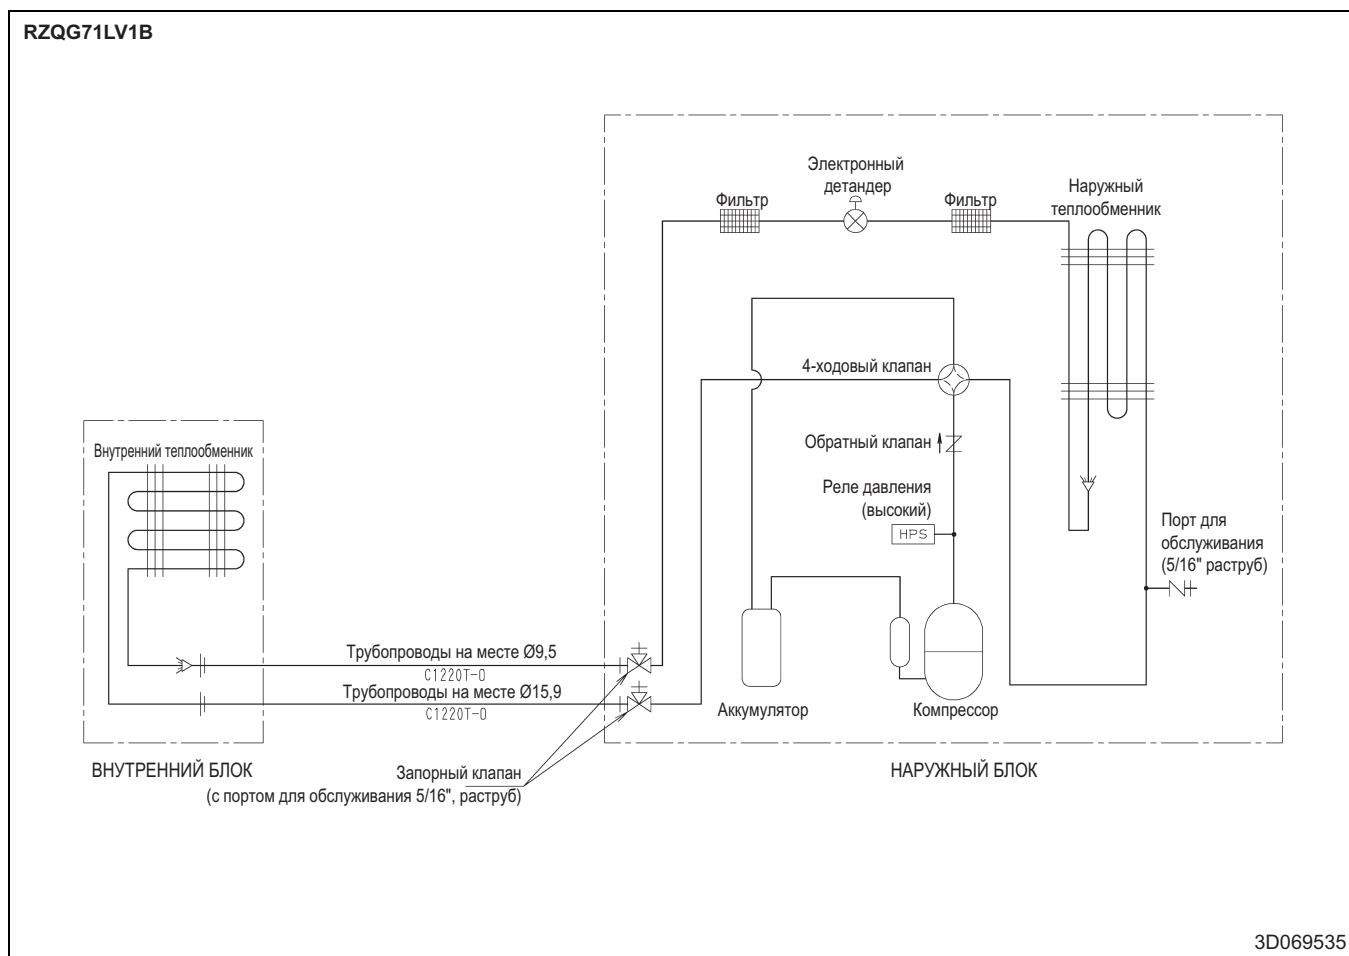 RZQG71LV1B
Электронный
детандер
Фильтр
Фильтр
Наружный
теплообменник
4-ходовый клапан
Обратный клапан
Реле давления
(высокий)
HPS
Порт для
обслуживания
(5/16" раструб)
Внутренний теплообменник
Трубопроводы на месте Ø9,5
C1220T-O
Трубопроводы на месте Ø15,9
C1220T-O
Аккумулятор
Компрессор
ВНУТРЕННИЙ БЛОК
НАРУЖНЫЙ БЛОК
Запорный клапан
(с портом для обслуживания 5/16", раструб)
3D069535